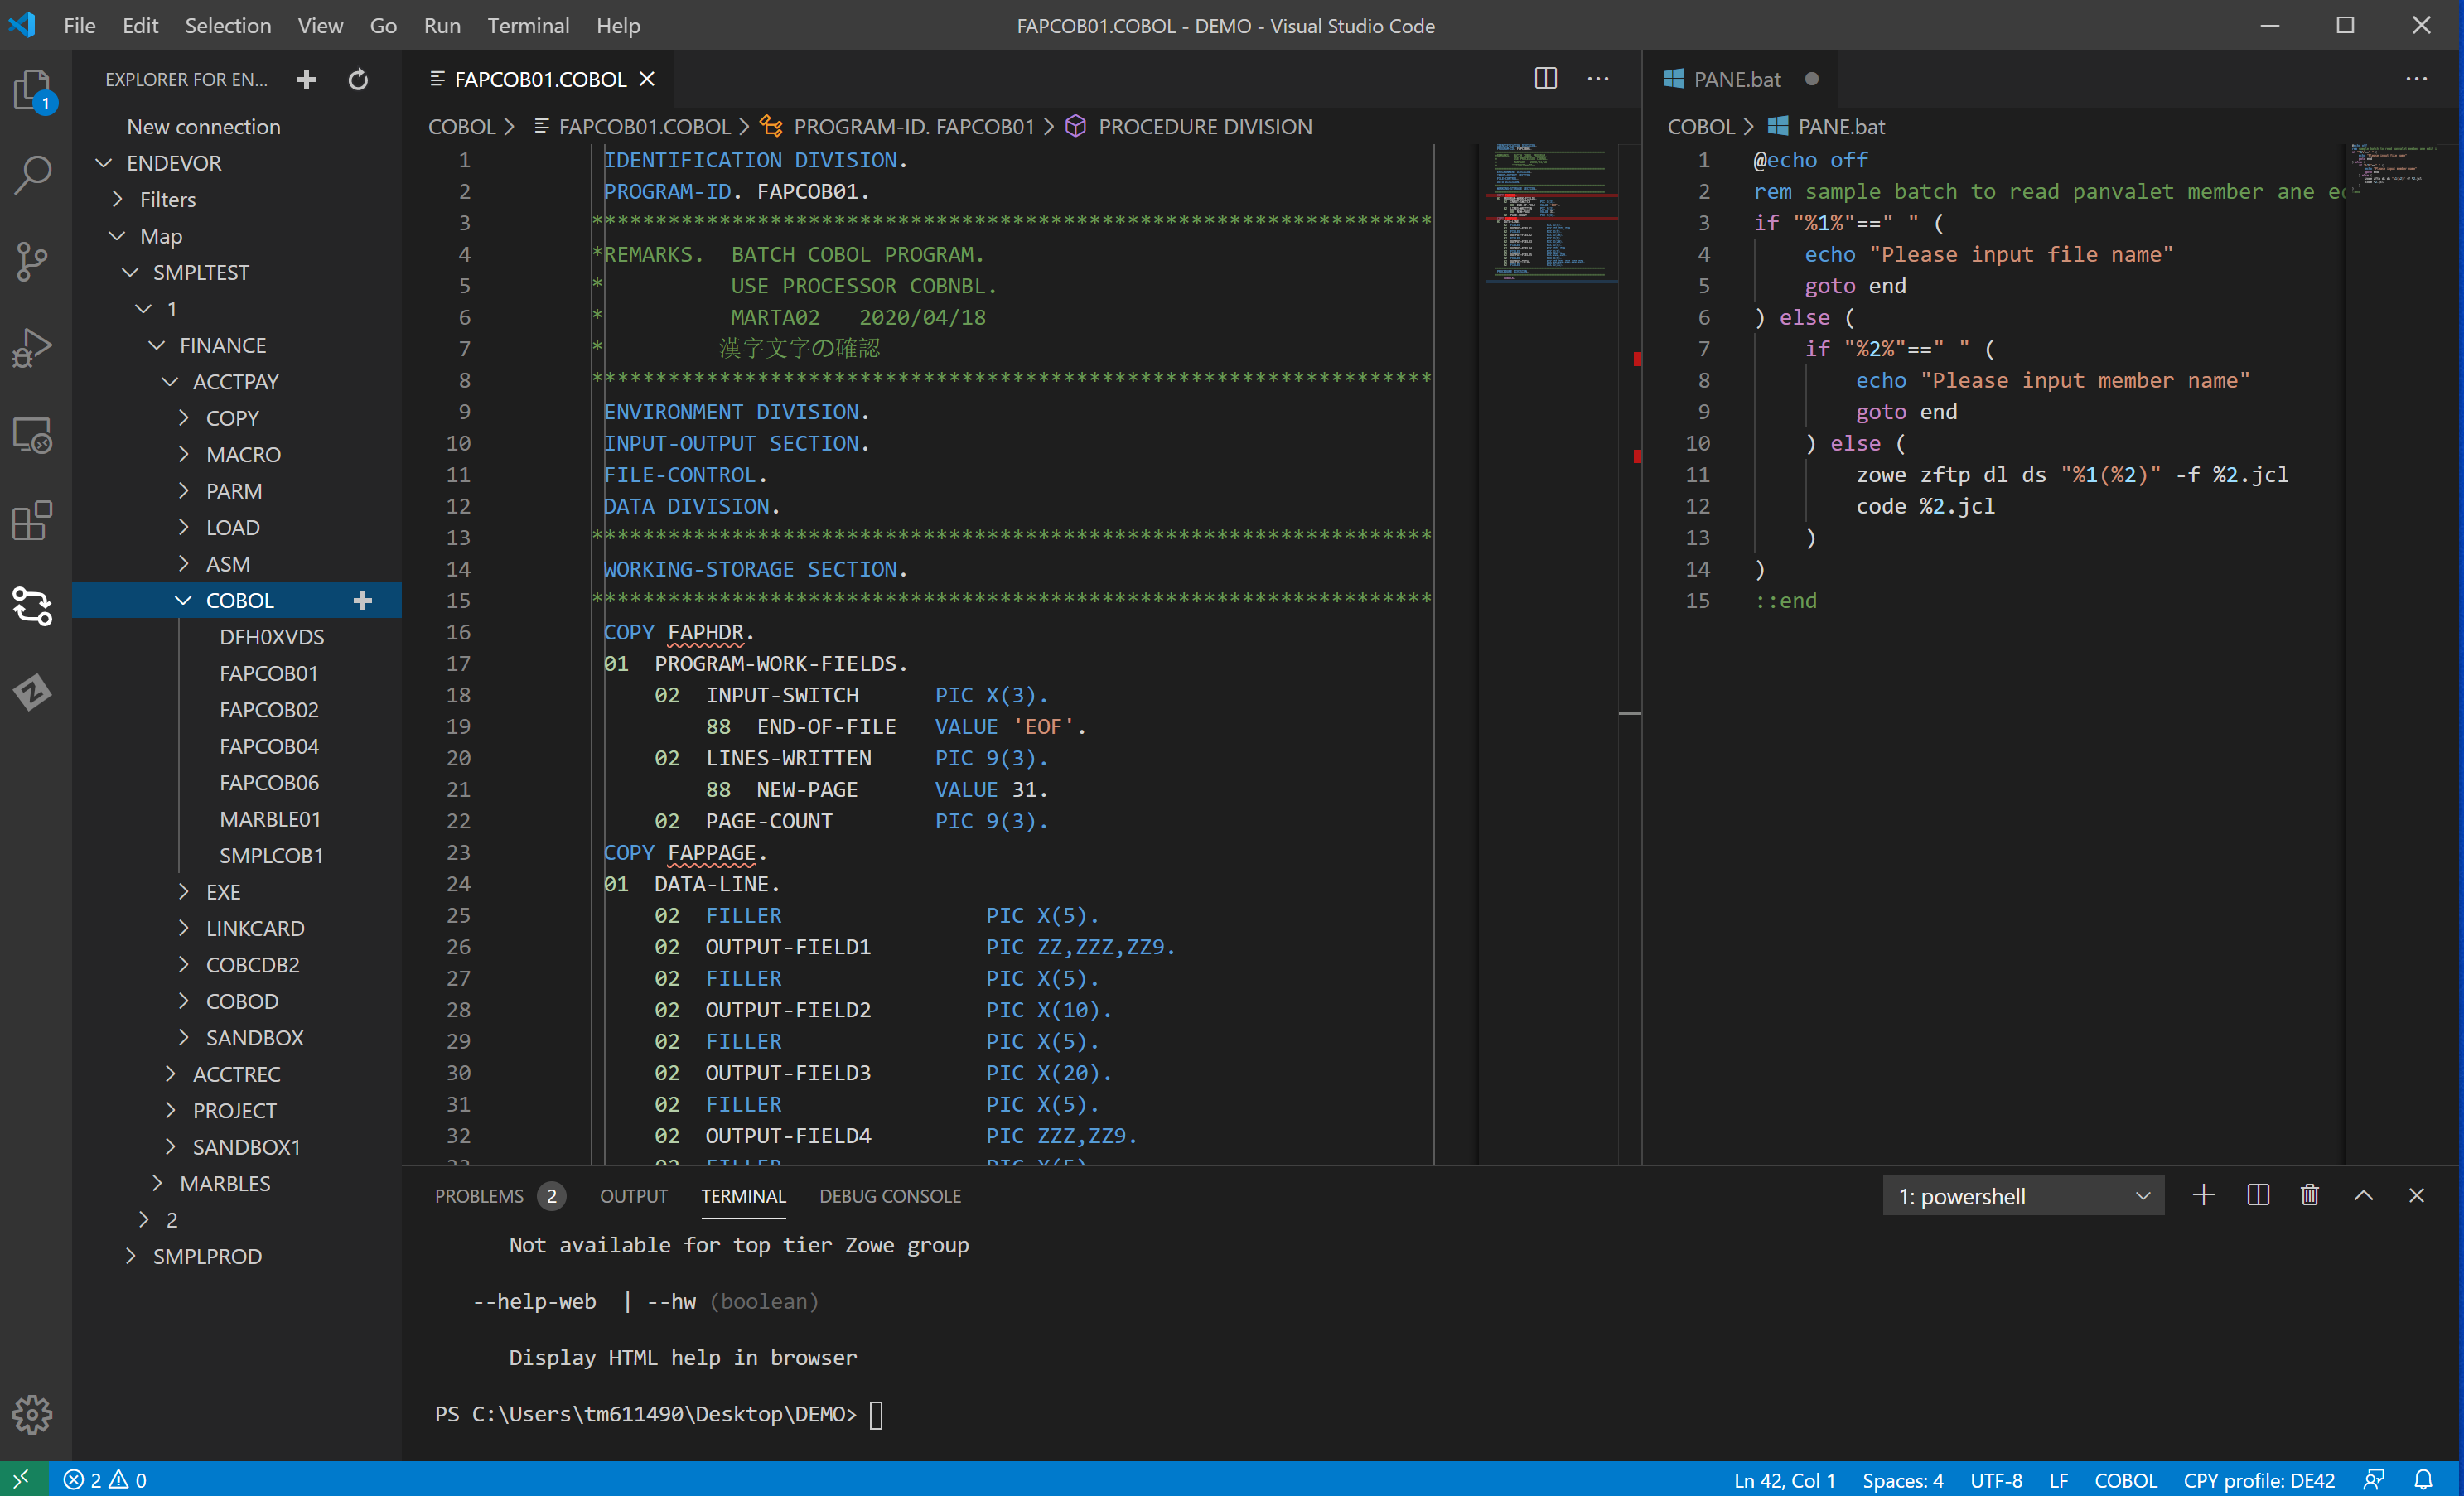 File Edit Selection View Go Run Terminal Help
FAPCOB01.COBOL - DEMO - Visual Studio Code
1
EXPLORER FOR EN...
New connection
ENDEVOR
Filters
Map
SMPLTEST
1
FINANCE
ACCTPAY
COPY
MACRO
PARM
LOAD
ASM
COBOL
DFH0XVDS
FAPCOB01
FAPCOB02
FAPCOB04
FAPCOB06
MARBLE01
SMPLCOB1
EXE
LINKCARD
COBCDB2
COBOD
SANDBOX
ACCTREC
PROJECT
SANDBOX1
MARBLES
2
SMPLPROD
FAPCOB01.COBOL
COBOL > FAPCOB01.COBOL > PROGRAM-ID. FAPCOB01 > PROCEDURE DIVISION
1 IDENTIFICATION DIVISION.
2 PROGRAM-ID. FAPCOB01.
3 ******************************************************************
4 *REMARKS.  BATCH COBOL PROGRAM.
5 *          USE PROCESSOR COBNBL.
6 *          MARTA02   2020/04/18
7 *         漢字文字の確認
8 ******************************************************************
9 ENVIRONMENT DIVISION.
10 INPUT-OUTPUT SECTION.
11 FILE-CONTROL.
12 DATA DIVISION.
13 ******************************************************************
14 WORKING-STORAGE SECTION.
15 ******************************************************************
16 COPY FAPHDR.
17 01  PROGRAM-WORK-FIELDS.
18     02  INPUT-SWITCH      PIC X(3).
19         88  END-OF-FILE   VALUE 'EOF'.
20     02  LINES-WRITTEN     PIC 9(3).
21         88  NEW-PAGE      VALUE 31.
22     02  PAGE-COUNT        PIC 9(3).
23 COPY FAPPAGE.
24 01  DATA-LINE.
25     02  FILLER                PIC X(5).
26     02  OUTPUT-FIELD1         PIC ZZ,ZZZ,ZZ9.
27     02  FILLER                PIC X(5).
28     02  OUTPUT-FIELD2         PIC X(10).
29     02  FILLER                PIC X(5).
30     02  OUTPUT-FIELD3         PIC X(20).
31     02  FILLER                PIC X(5).
32     02  OUTPUT-FIELD4         PIC ZZZ,ZZ9.
33     02  FILLER                PIC X(5).
PANE.bat
COBOL > PANE.bat
1 @echo off
2 rem sample batch to read panvalet member ane
3 if "%1%"==" " (
4     echo "Please input file name"
5     goto end
6 ) else (
7     if "%2%"==" " (
8         echo "Please input member name"
9         goto end
10     ) else (
11         zowe zftp dl ds "%1(%2)" -f %2.jcl
12         code %2.jcl
13     )
14 )
15 ::end
PROBLEMS 2 OUTPUT TERMINAL DEBUG CONSOLE
1: powershell
Not available for top tier Zowe group
--help-web  | --hw (boolean)
Display HTML help in browser
PS C:\Users\tm611490\Desktop\DEMO>
2 0
Ln 42, Col 1 Spaces: 4 UTF-8 LF COBOL CPY profile: DE42